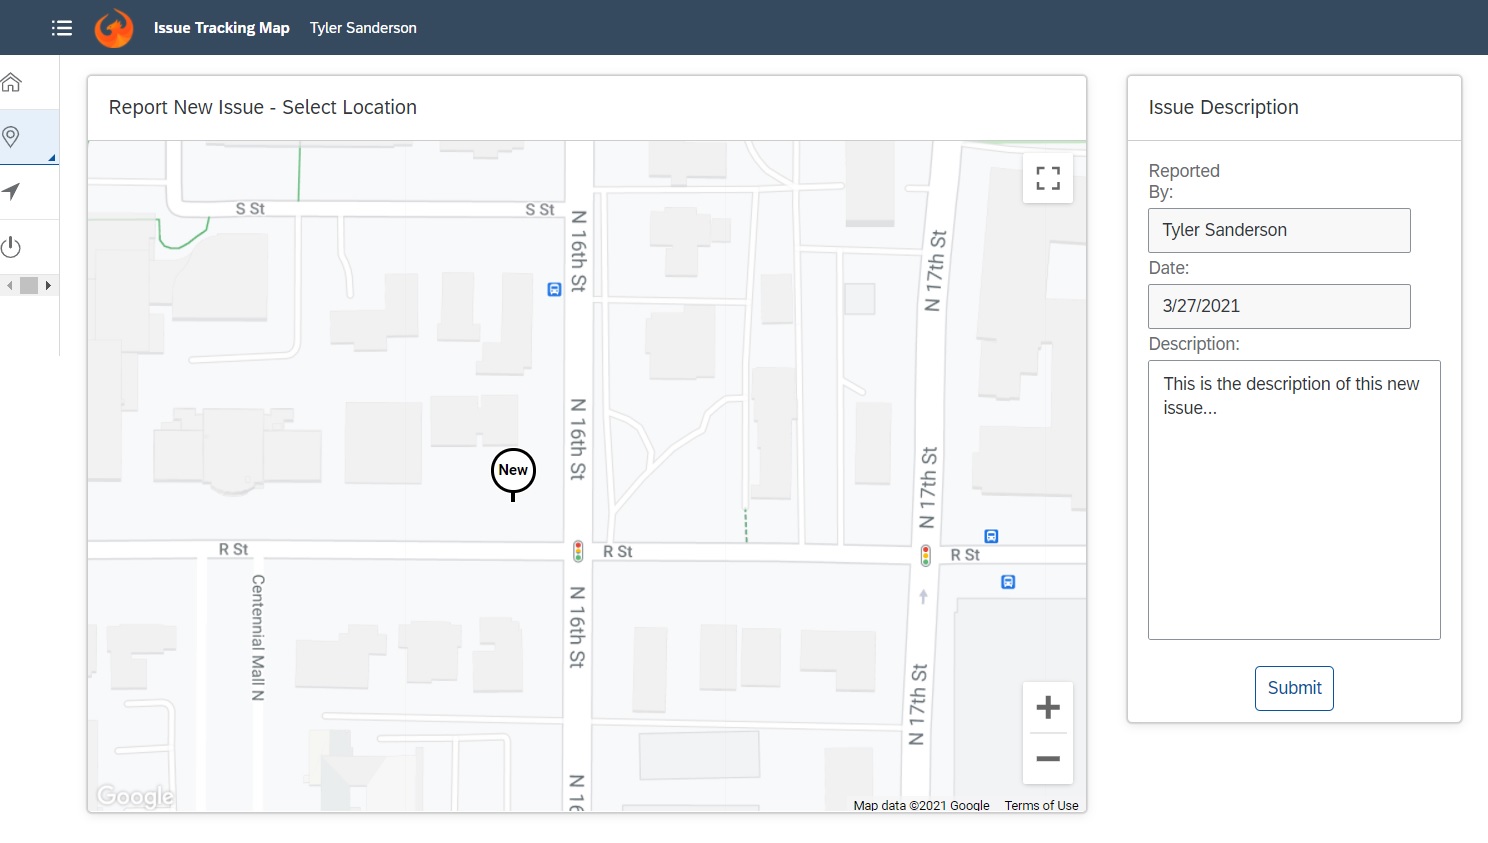 Issue Tracking Map
Tyler Sanderson
Report New Issue - Select Location
S St
S St
N 16th St
N 17th St
N 16th St
N 17th St
New
R St
R St
R St
Centennial Mall N
N 16th St
N 17th St
N 16
Google
Map data ©2021 Google
Terms of Use
Issue Description
Reported
By:
Tyler Sanderson
Date:
3/27/2021
Description:
This is the description of this new
issue...
Submit